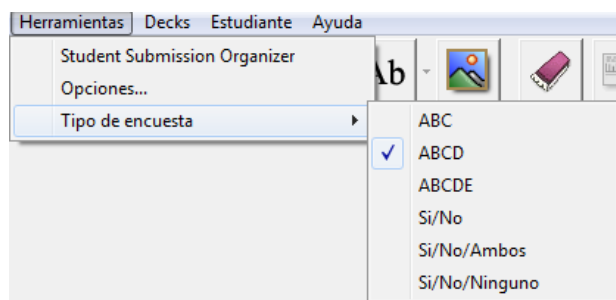 Herramientas Decks Estudiante Ayuda
Student Submission Organizer
Opciones...
Tipo de encuesta
Ab
ABC
ABCD
ABCDE
Si/No
Si/No/Ambos
Si/No/Ninguno